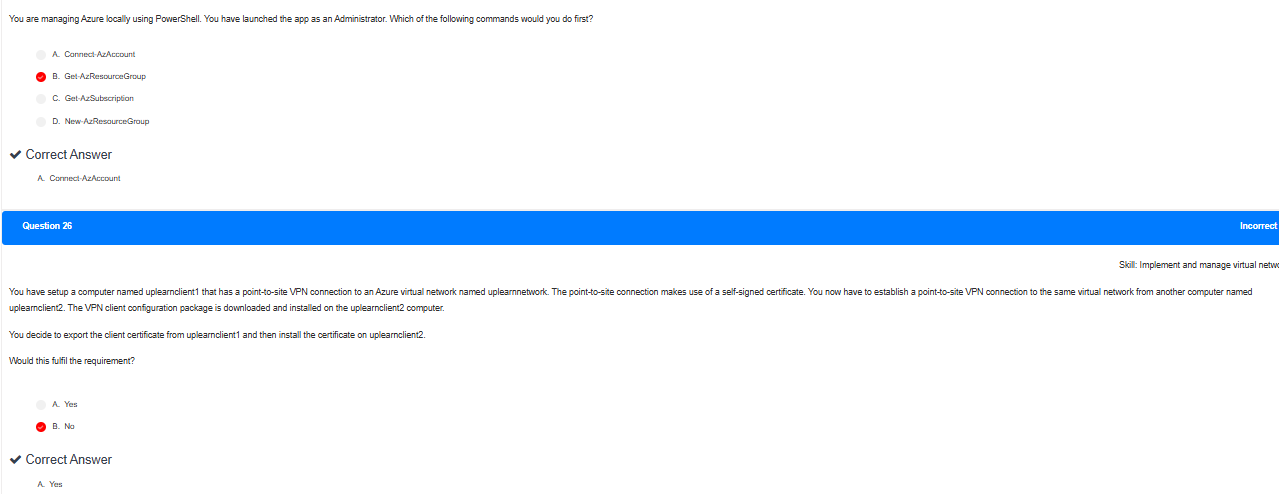 You are managing Azure locally using PowerShell. You have launched the app as an Administrator. Which of the following commands would you do first?
A. Connect-AzAccount
B. Get-AzResourceGroup
C. Get-AzSubscription
D. New-AzResourceGroup
Correct Answer
A. Connect-AzAccount
Question 26 Incorrect
Skill: Implement and manage virtual netwo
You have setup a computer named uplearnclient1 that has a point-to-site VPN connection to an Azure virtual network named uplearnnetwork. The point-to-site connection makes use of a self-signed certificate. You now have to establish a point-to-site VPN connection to the same virtual network from another computer named
uplearnclient2. The VPN client configuration package is downloaded and installed on the uplearnclient2 computer.
You decide to export the client certificate from uplearnclient1 and then install the certificate on uplearnclient2.
Would this fulfil the requirement?
A. Yes
B. No
Correct Answer
A. Yes